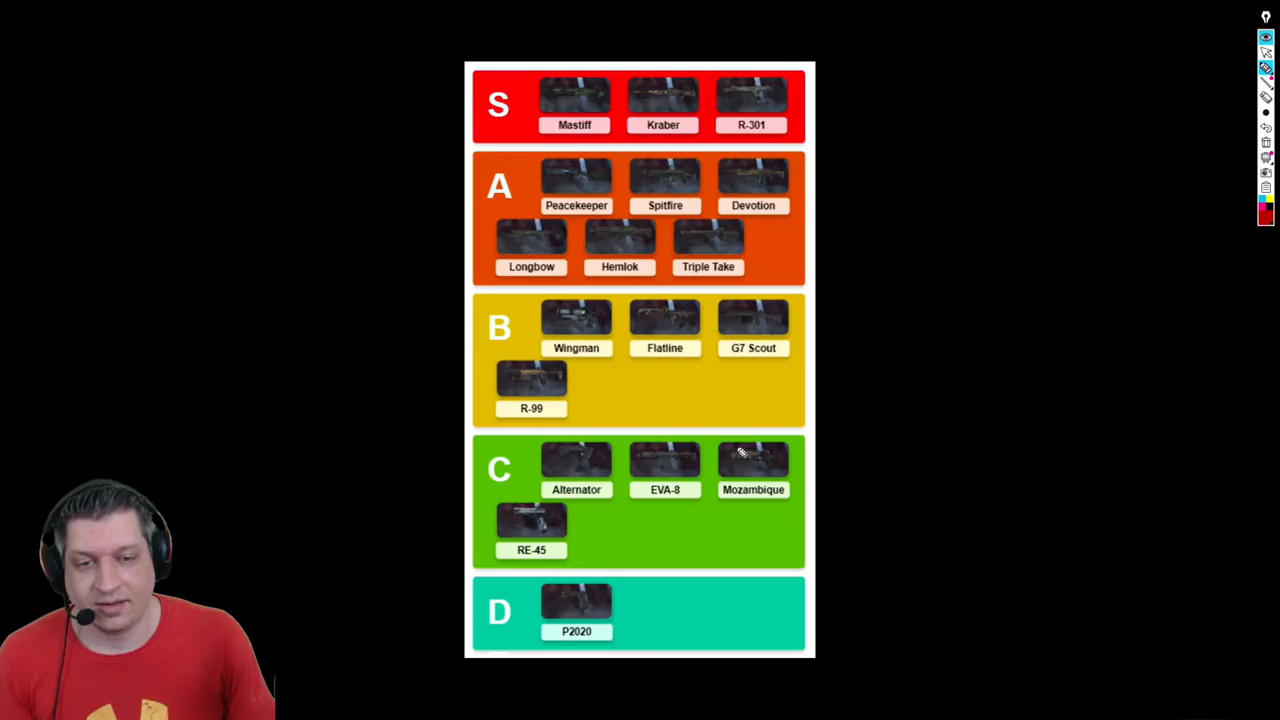 S
Mastiff Kraber R-301
A
Peacekeeper Spitfire Devotion
Longbow Hemlok Triple Take
B
Wingman Flatline G7 Scout
R-99
C
Alternator EVA-8 Mozambique
RE-45
D
P2020